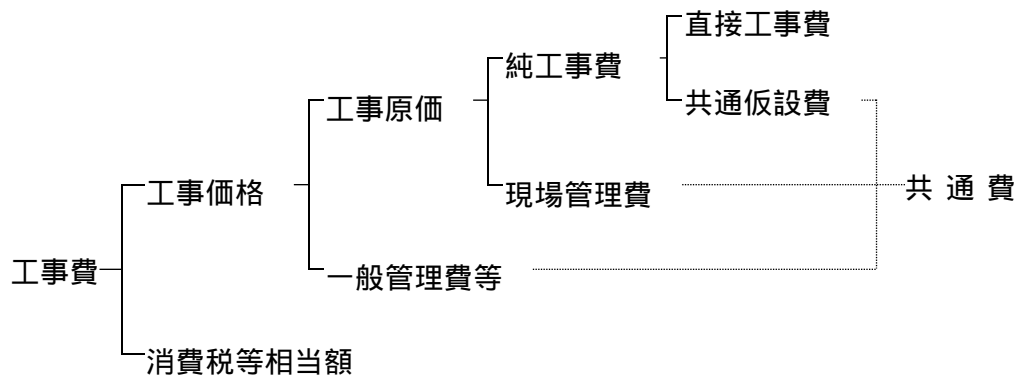 直接工事費
純工事費
共通仮設費
工事原価
現場管理費
共通費
工事価格
一般管理費等
工事費
消費税等相当額